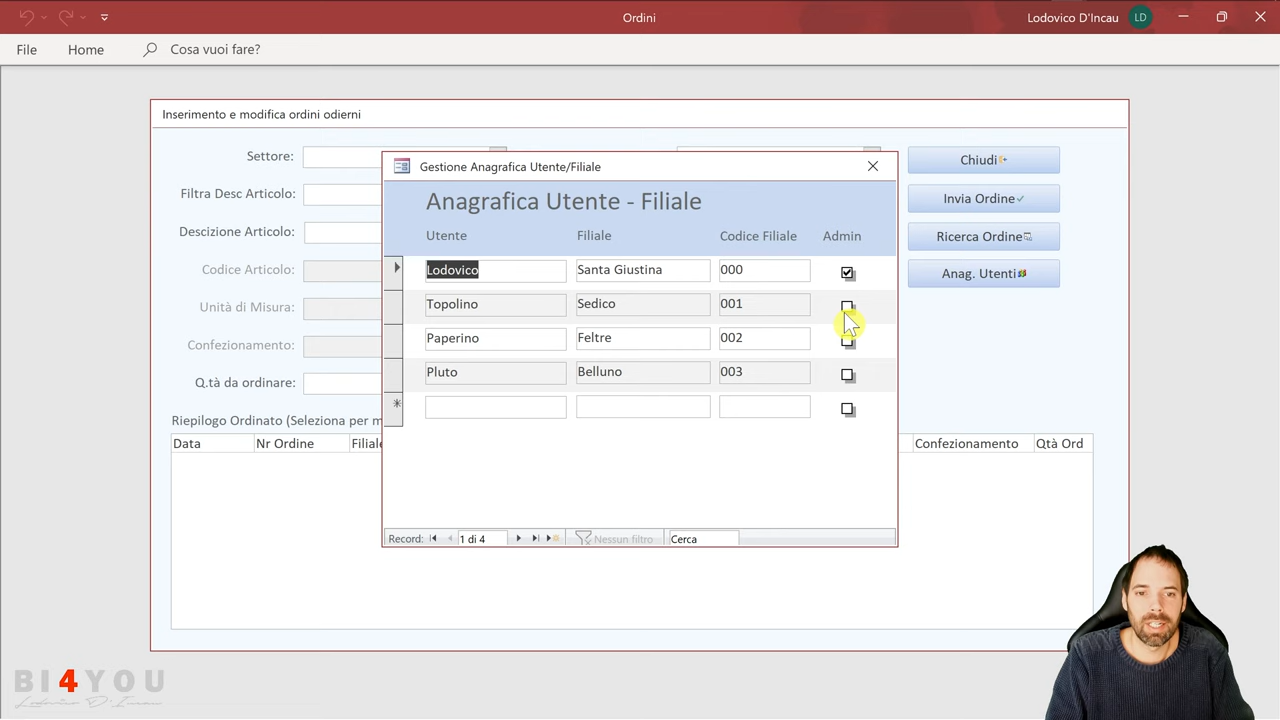 Ordini
Lodovico D'Incau
LD
File
Home
Cosa vuoi fare?
Inserimento e modifica ordini odierni
Settore:
Filtra Desc Articolo:
Descizione Articolo:
Codice Articolo:
Unità di Misura:
Confezionamento:
Q.tà da ordinare:
Chiudi
Invia Ordine
Ricerca Ordine
Anag. Utenti
Gestione Anagrafica Utente/Filiale
Anagrafica Utente - Filiale
Utente Filiale Codice Filiale Admin
Lodovico Santa Giustina 000
Topolino Sedico 001
Paperino Feltre 002
Pluto Belluno 003
Record: 1 di 4 Nessun filtro Cerca
Riepilogo Ordinato (Seleziona per m
Data Nr Ordine Filiale Confezionamento Qtà Ord
BI4YOU
Lodovico D'Incau